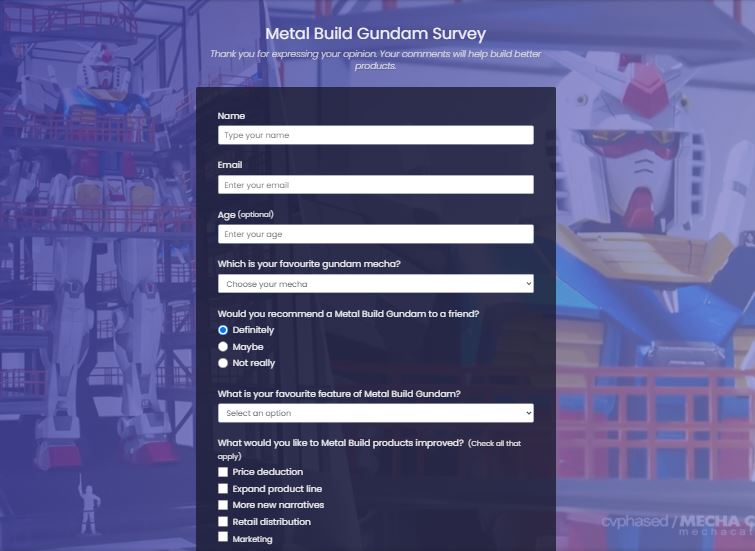 Metal Build Gundam Survey
Thank you for expressing your opinion. Your comments will help build better
products.
Name
Type your name
Email
Enter your email
Age (optional)
Enter your age
Which is your favourite gundam mecha?
Choose your mecha
Would you recommend a Metal Build Gundam to a friend?
Definitely
Maybe
Not really
What is your favourite feature of Metal Build Gundam?
Select an option
What would you like to Metal Build products improved? (Check all that
apply)
Price deduction
Expand product line
More new narratives
Retail distribution
Marketing
cvphased / MECHA C
mechaca